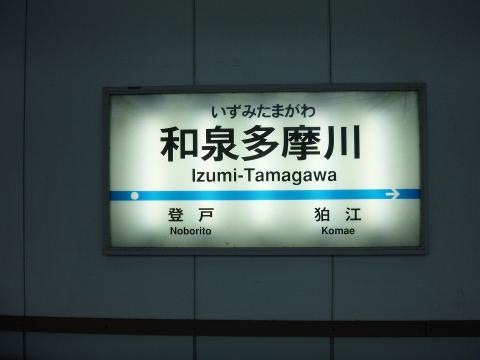 いずみたまがわ
和泉多摩川
Izumi-Tamagawa
登戸 狛江
Noborito Komae